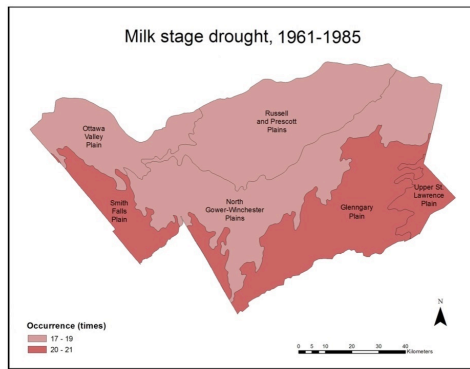 Milk stage drought, 1961-1985
Russell
and Prescott
Plains
Ottawa
Valley
Plain
Smith
Falls
Plain
North
Gower-Winchester
Plains
Glenngary
Plain
Upper St.
Lawrence
Plain
Occurrence (times)
17 - 19
20 - 21
N
0 5 10 20 30 40
Kilometers